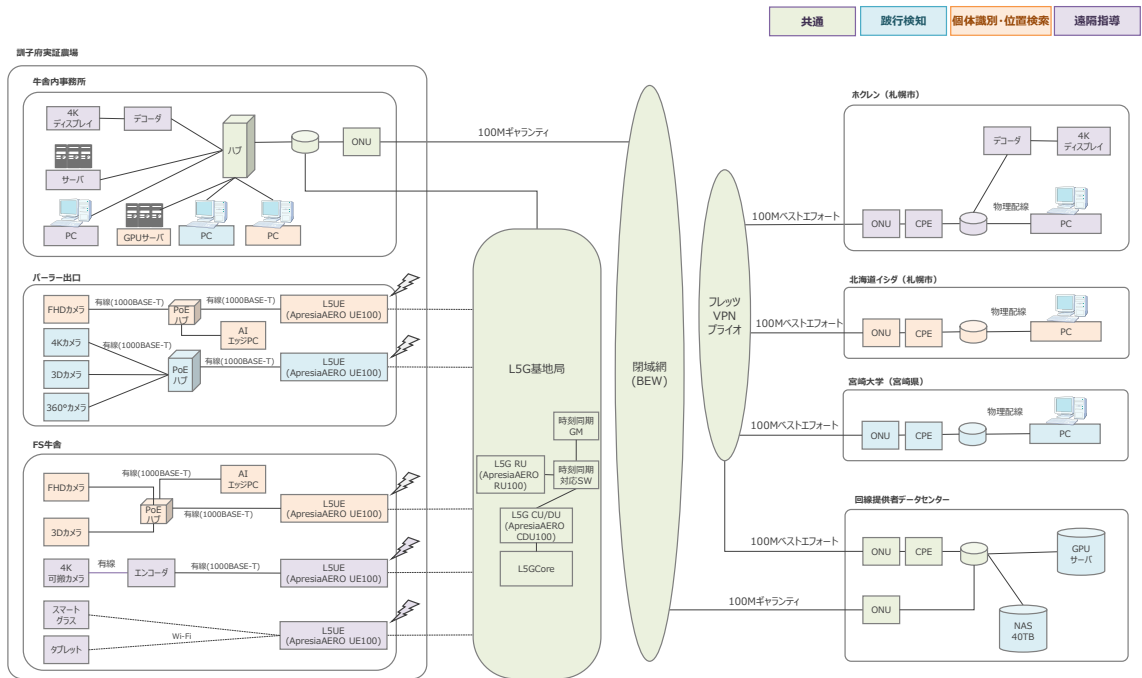 共通
跛行検知
個体識別・位置検索
遠隔指導
訓子府実証農場
牛舎内事務所
4K
ディスプレイ
デコーダ
サーバ
PC
GPUサーバ
PC
PC
ハブ
ONU
100Mギャランティ
パーラー出口
FHDカメラ
有線(1000BASE-T)
PoE
ハブ
有線(1000BASE-T)
L5UE
(ApresiaAERO UE100)
AI
エッジPC
4Kカメラ
有線(1000BASE-T)
3Dカメラ
360°カメラ
PoE
ハブ
有線(1000BASE-T)
L5UE
(ApresiaAERO UE100)
FS牛舎
FHDカメラ
有線(1000BASE-T)
AI
エッジPC
PoE
ハブ
3Dカメラ
有線(1000BASE-T)
L5UE
(ApresiaAERO UE100)
4K
可搬カメラ
有線
エンコーダ
有線(1000BASE-T)
L5UE
(ApresiaAERO UE100)
スマート
グラス
タブレット
Wi-Fi
L5UE
(ApresiaAERO UE100)
L5G基地局
時刻同期
GM
L5G RU
(ApresiaAERO
RU100)
時刻同期
対応SW
L5G CU/DU
(ApresiaAERO
CDU100)
L5GCore
閉域網
(BEW)
フレッツ
VPN
プライオ
ホクレン（札幌市）
100Mベストエフォート
ONU
CPE
デコーダ
4K
ディスプレイ
物理配線
PC
北海道イシダ（札幌市）
100Mベストエフォート
ONU
CPE
物理配線
PC
宮崎大学（宮崎県）
100Mベストエフォート
ONU
CPE
物理配線
PC
回線提供者データセンター
100Mベストエフォート
ONU
CPE
GPU
サーバ
100Mギャランティ
ONU
NAS
40TB